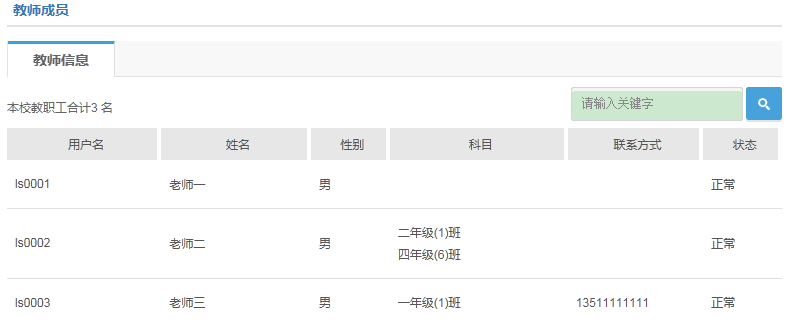 教师成员
教师信息
本校教职工合计3 名
请输入关键字
用户名 姓名 性别 科目 联系方式 状态
ls0001 老师一 男 正常
ls0002 老师二 男 二年级(1)班 正常
四年级(6)班
ls0003 老师三 男 一年级(1)班 13511111111 正常